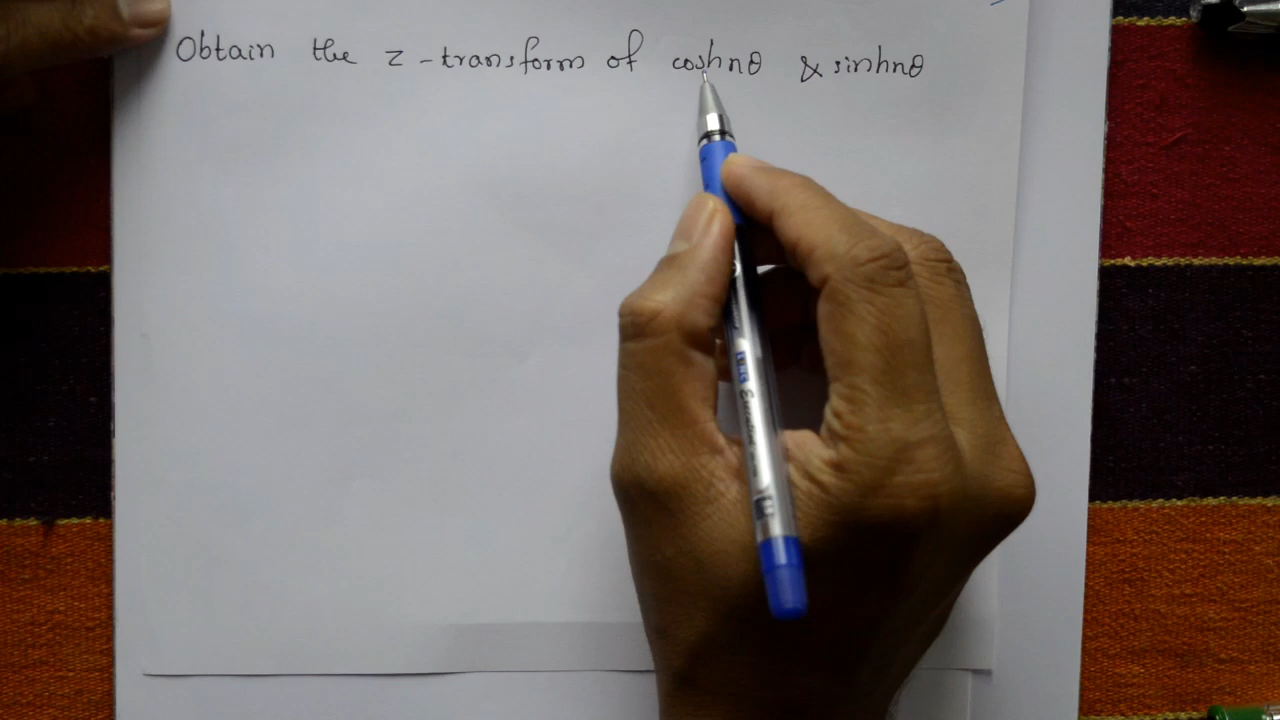 Obtain the z-transform of coshnθ & sinhnθ